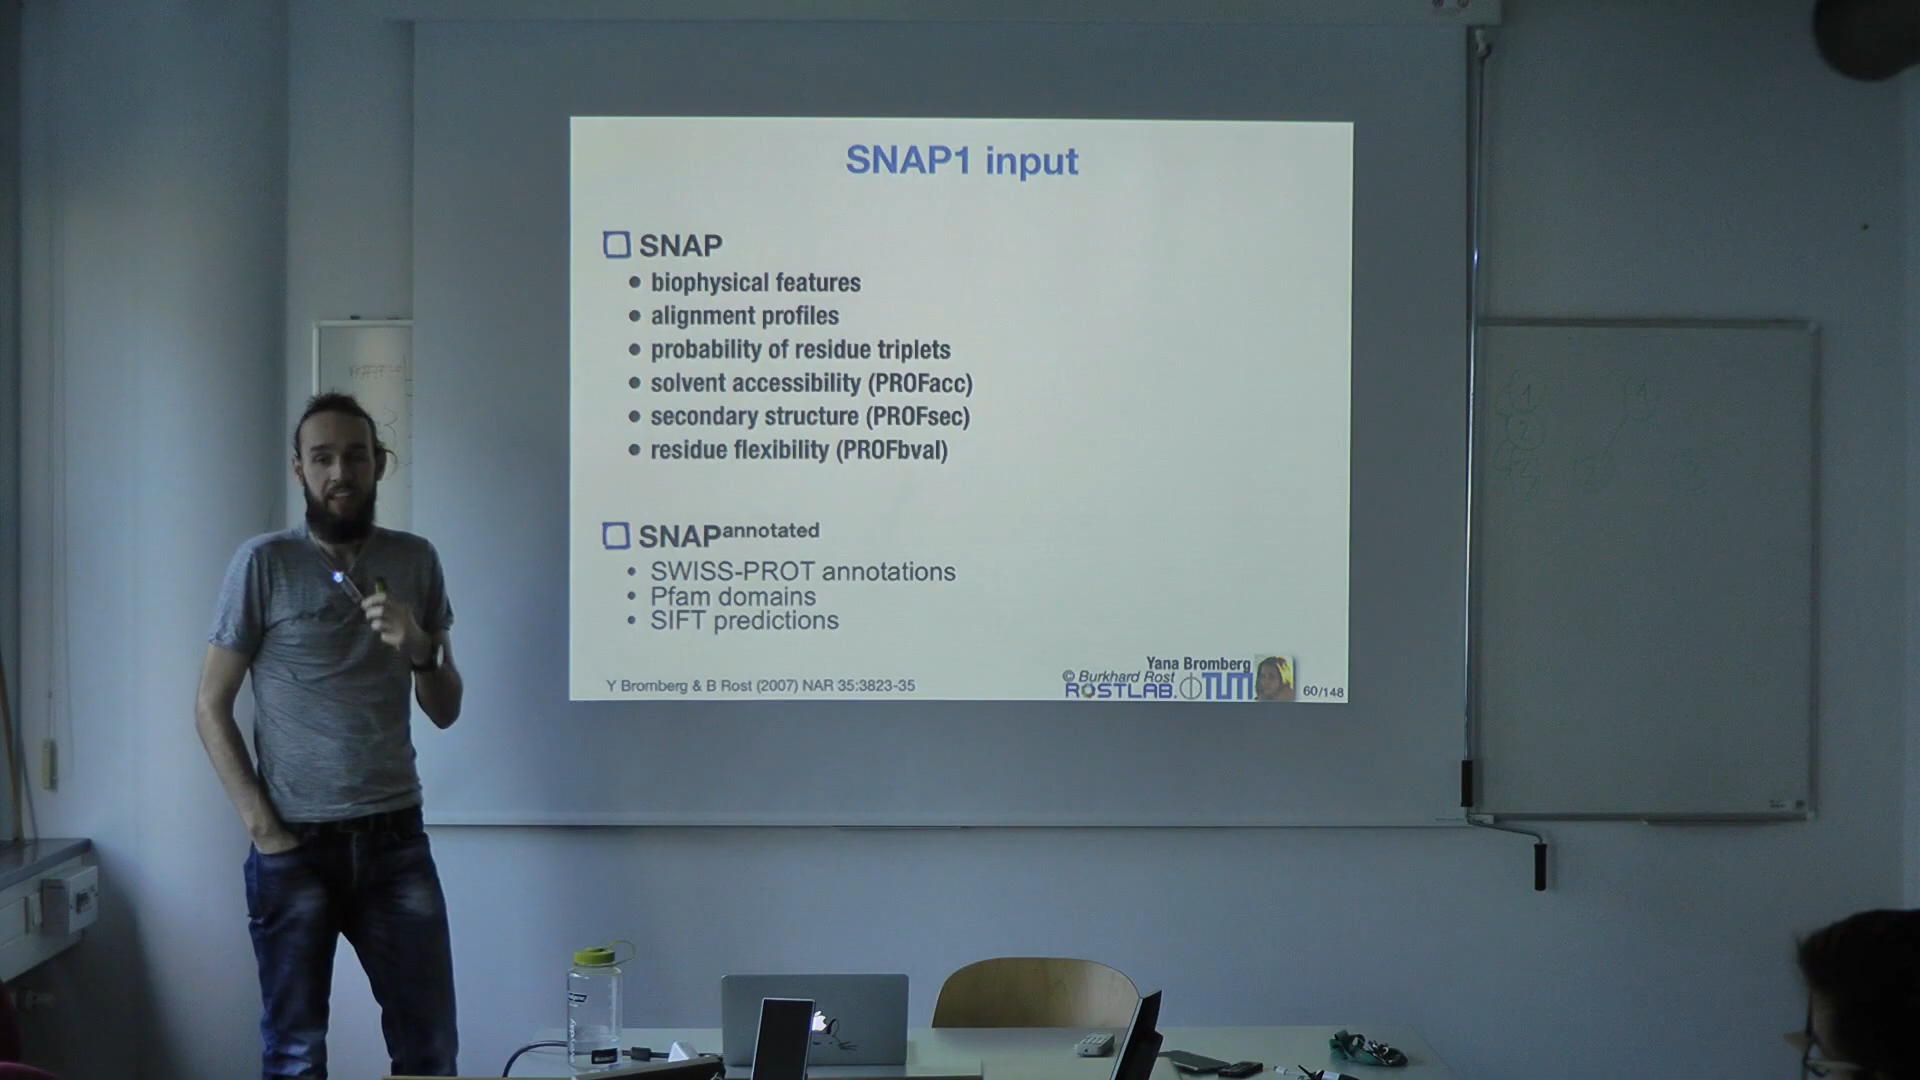 SNAP1 input
SNAP
• biophysical features
• alignment profiles
• probability of residue triplets
• solvent accessibility (PROFacc)
• secondary structure (PROFsec)
• residue flexibility (PROFbval)
SNAPannotated
• SWISS-PROT annotations
• Pfam domains
• SIFT predictions
Y Bromberg & B Rost (2007) NAR 35:3823-35
Yana Bromberg
© Burkhard Rost
ROSTLAB.
TUM
60/148